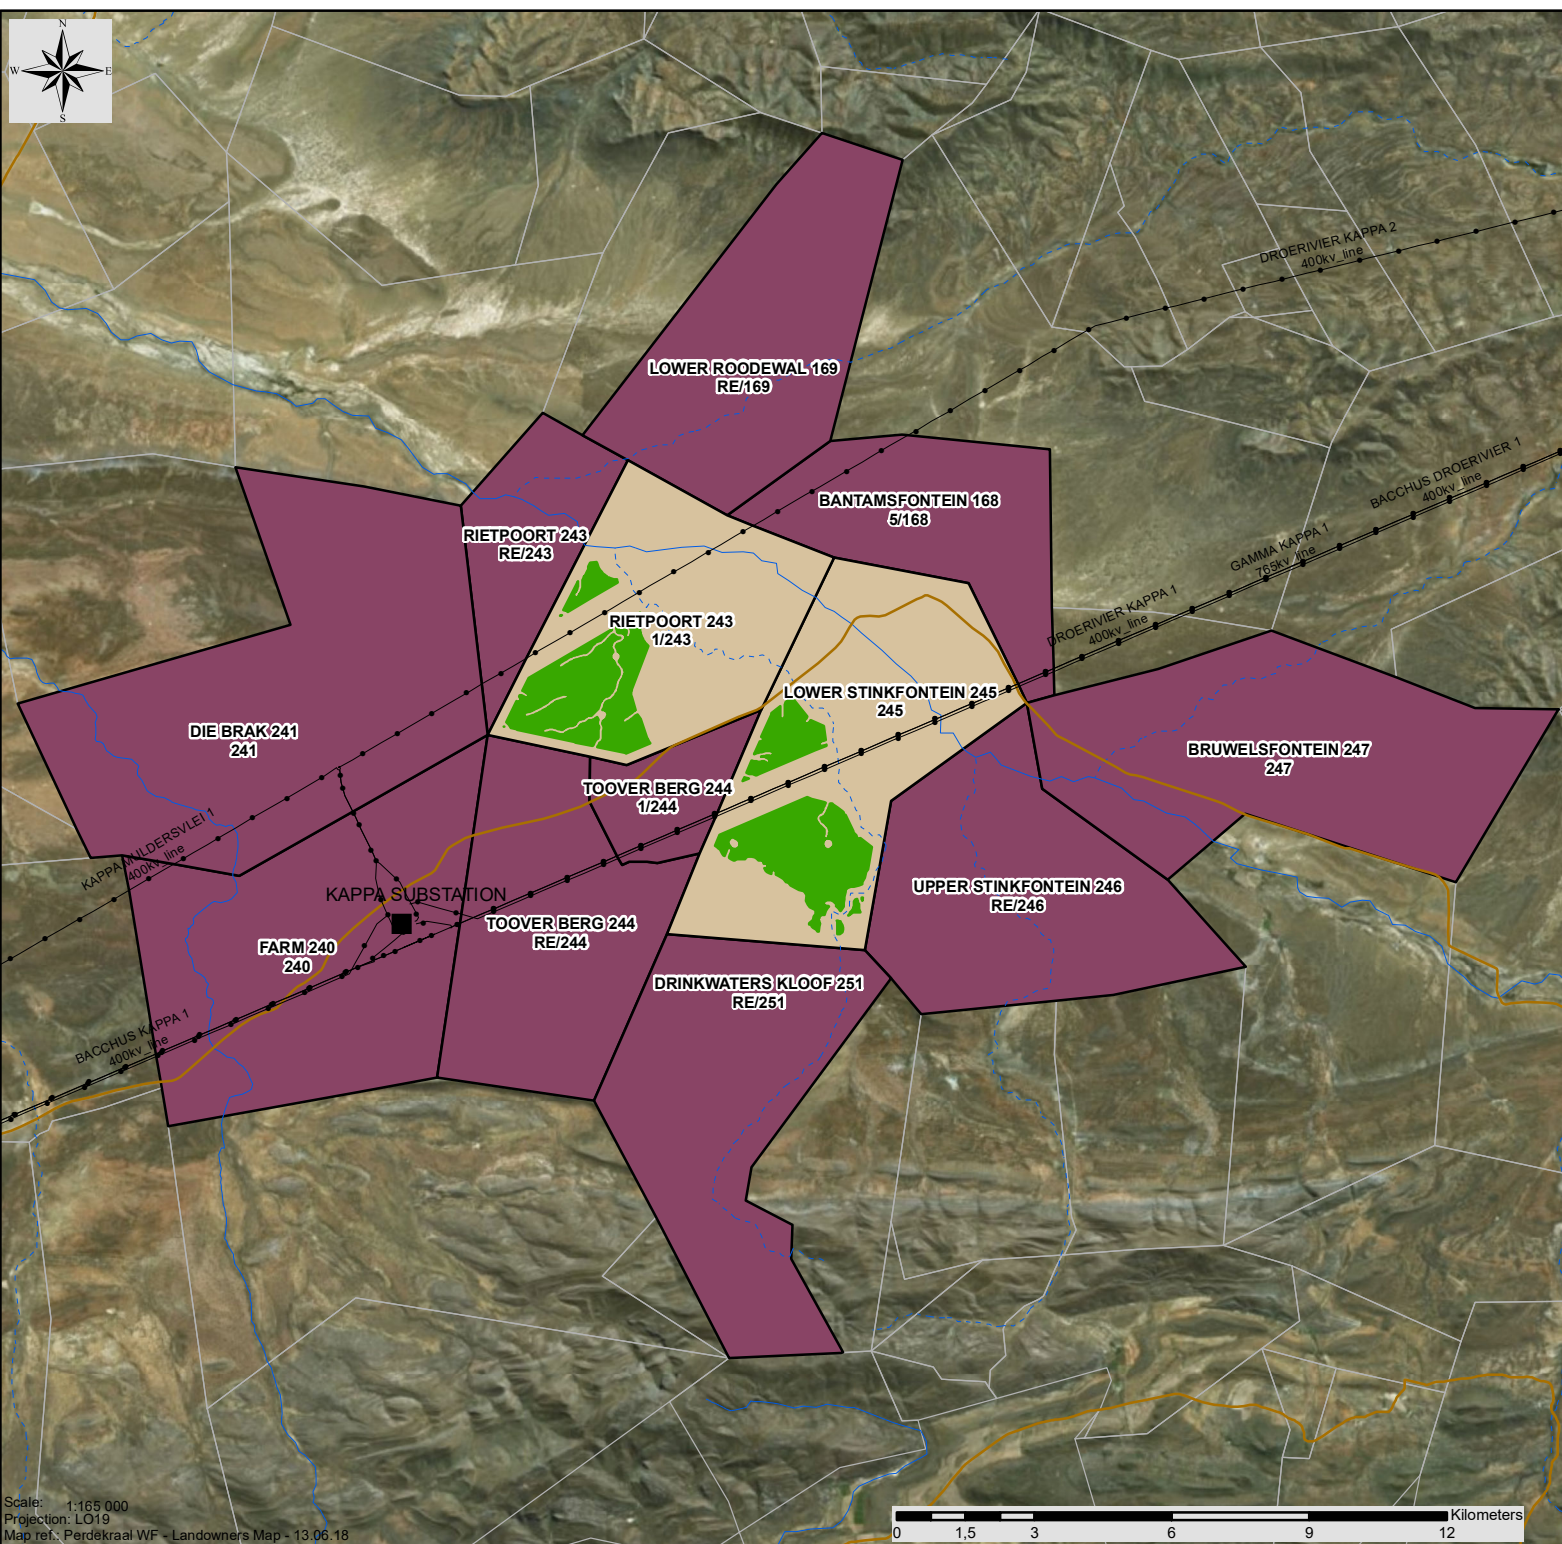 N
W E
S
DROERIVIER KAPPA 2
400kv_line
LOWER ROODEWAL 169
RE/169
BACCHUS DROERIVIER 1
400kv_line
BANTAMSFONTEIN 168
5/168
RIETPOORT 243
RE/243
GAMMA KAPPA 1
765kv_line
DROERIVIER KAPPA 1
400kv_line
RIETPOORT 243
1/243
LOWER STINKFONTEIN 245
245
DIE BRAK 241
241
BRUWELSFONTEIN 247
247
TOOVER BERG 244
1/244
KAPPA MULDERSVLEI 1
400kv_line
KAPPA SUBSTATION
UPPER STINKFONTEIN 246
RE/246
TOOVER BERG 244
RE/244
FARM 240
240
DRINKWATERS KLOOF 251
RE/251
BACCHUS KAPPA 1
400kv_line
Scale: 1:165 000
Projection: LO19
Map ref.: Perdekraal WF - Landowners Map - 13.06.18
Kilometers
0 1,5 3 6 9 12